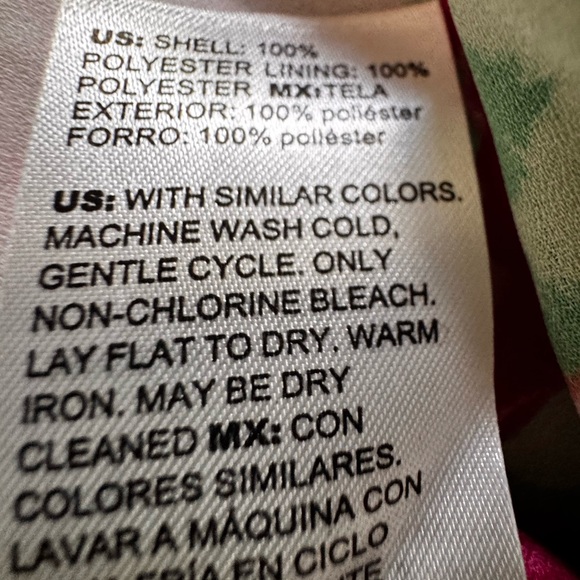 US: SHELL: 100%
POLYESTER LINING: 100%
POLYESTER MX:TELA
EXTERIOR: 100% poliéster
FORRO: 100% poliéster
US: WITH SIMILAR COLORS.
MACHINE WASH COLD,
GENTLE CYCLE. ONLY
NON-CHLORINE BLEACH.
LAY FLAT TO DRY. WARM
IRON. MAY BE DRY
CLEANED MX: CON
COLORES SIMILARES.
LAVAR A MÁQUINA CON
EN CICLO